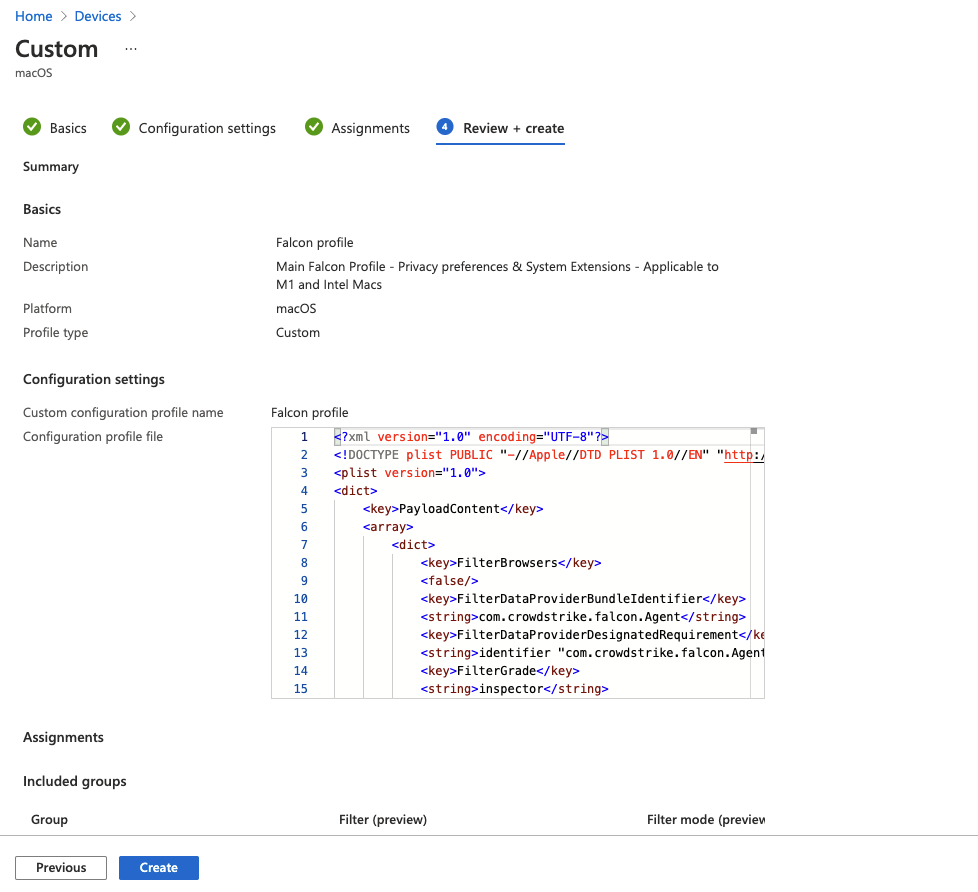 Home > Devices >
Custom ...
macOS
Basics Configuration settings Assignments 4 Review + create
Summary
Basics
Name Falcon profile
Description Main Falcon Profile - Privacy preferences & System Extensions - Applicable to
M1 and Intel Macs
Platform macOS
Profile type Custom
Configuration settings
Custom configuration profile name Falcon profile
Configuration profile file
1 <?xml version="1.0" encoding="UTF-8"?>
2 <!DOCTYPE plist PUBLIC "-//Apple//DTD PLIST 1.0//EN" "http:/
3 <plist version="1.0">
4 <dict>
5 <key>PayloadContent</key>
6 <array>
7 <dict>
8 <key>FilterBrowsers</key>
9 <false/>
10 <key>FilterDataProviderBundleIdentifier</key>
11 <string>com.crowdstrike.falcon.Agent</string>
12 <key>FilterDataProviderDesignatedRequirement</ke
13 <string>identifier "com.crowdstrike.falcon.Agent
14 <key>FilterGrade</key>
15 <string>inspector</string>
Assignments
Included groups
Group Filter (preview) Filter mode (preview
Previous Create